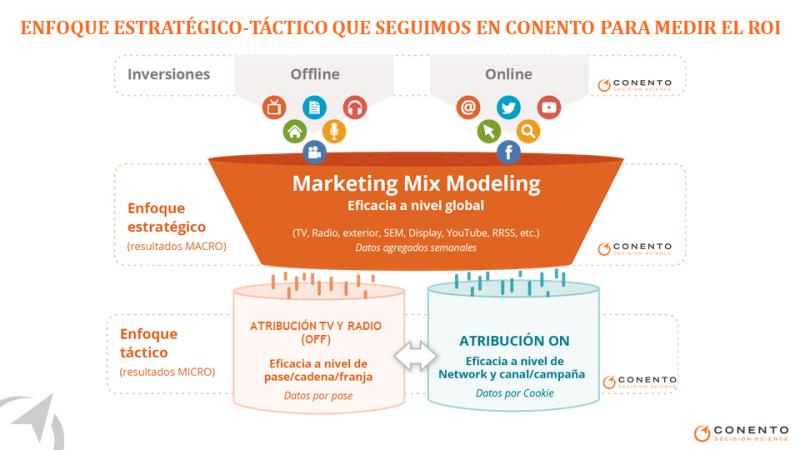 ENFOQUE ESTRATÉGICO-TÁCTICO QUE SEGUIMOS EN CONENTO PARA MEDIR EL ROI
Inversiones
Offline
Online
CONENTO
DECISION SCIENCE
Marketing Mix Modeling
Eficacia a nivel global
(TV, Radio, exterior, SEM, Display, YouTube, RRSS, etc.)
Datos agregados semanales
Enfoque
estratégico
(resultados MACRO)
CONENTO
DECISION SCIENCE
Enfoque
táctico
(resultados MICRO)
ATRIBUCIÓN TV Y RADIO
(OFF)
Eficacia a nivel de
pase/cadena/franja
Datos por pase
ATRIBUCIÓN ON
Eficacia a nivel de
Network y canal/campaña
Datos por Cookie
CONENTO
DECISION SCIENCE
CONENTO
DECISION SCIENCE